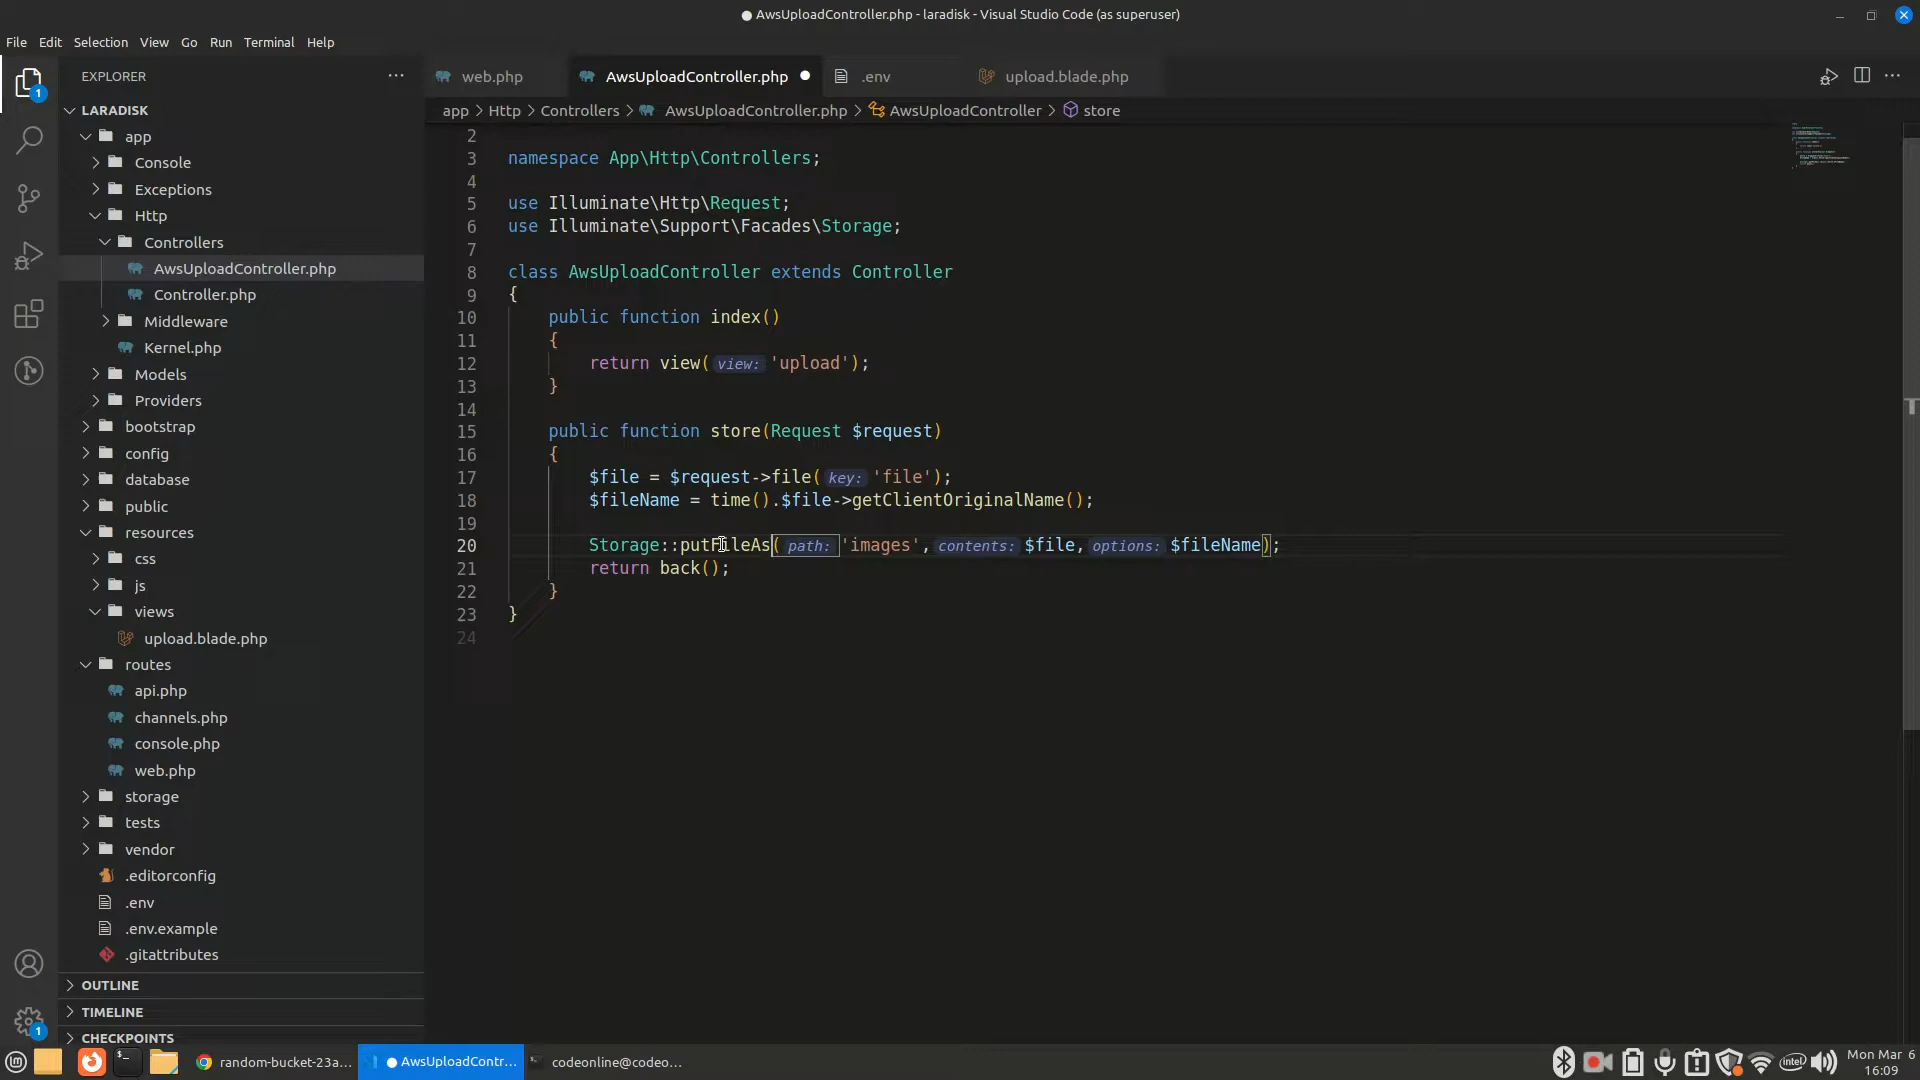 AwsUploadController.php - laradisk - Visual Studio Code (as superuser)
File Edit Selection View Go Run Terminal Help
EXPLORER
LARADISK
app
Console
Exceptions
Http
Controllers
AwsUploadController.php
Controller.php
Middleware
Kernel.php
Models
Providers
bootstrap
config
database
public
resources
css
js
views
upload.blade.php
routes
api.php
channels.php
console.php
web.php
storage
tests
vendor
.editorconfig
.env
.env.example
.gitattributes
OUTLINE
TIMELINE
CHECKPOINTS
1
1
web.php AwsUploadController.php .env upload.blade.php
app > Http > Controllers > AwsUploadController.php > AwsUploadController > store
2
3 namespace App\Http\Controllers;
4
5 use Illuminate\Http\Request;
6 use Illuminate\Support\Facades\Storage;
7
8 class AwsUploadController extends Controller
9 {
10 public function index()
11 {
12 return view(view: 'upload');
13 }
14
15 public function store(Request $request)
16 {
17 $file = $request->file(key: 'file');
18 $fileName = time().$file->getClientOriginalName();
19
20 Storage::putFileAs(path: 'images',contents: $file,options: $fileName);
21 return back();
22 }
23 }
24
random-bucket-23a... AwsUploadContr... codeonline@codeo...
intel
Mon Mar 6
16:09